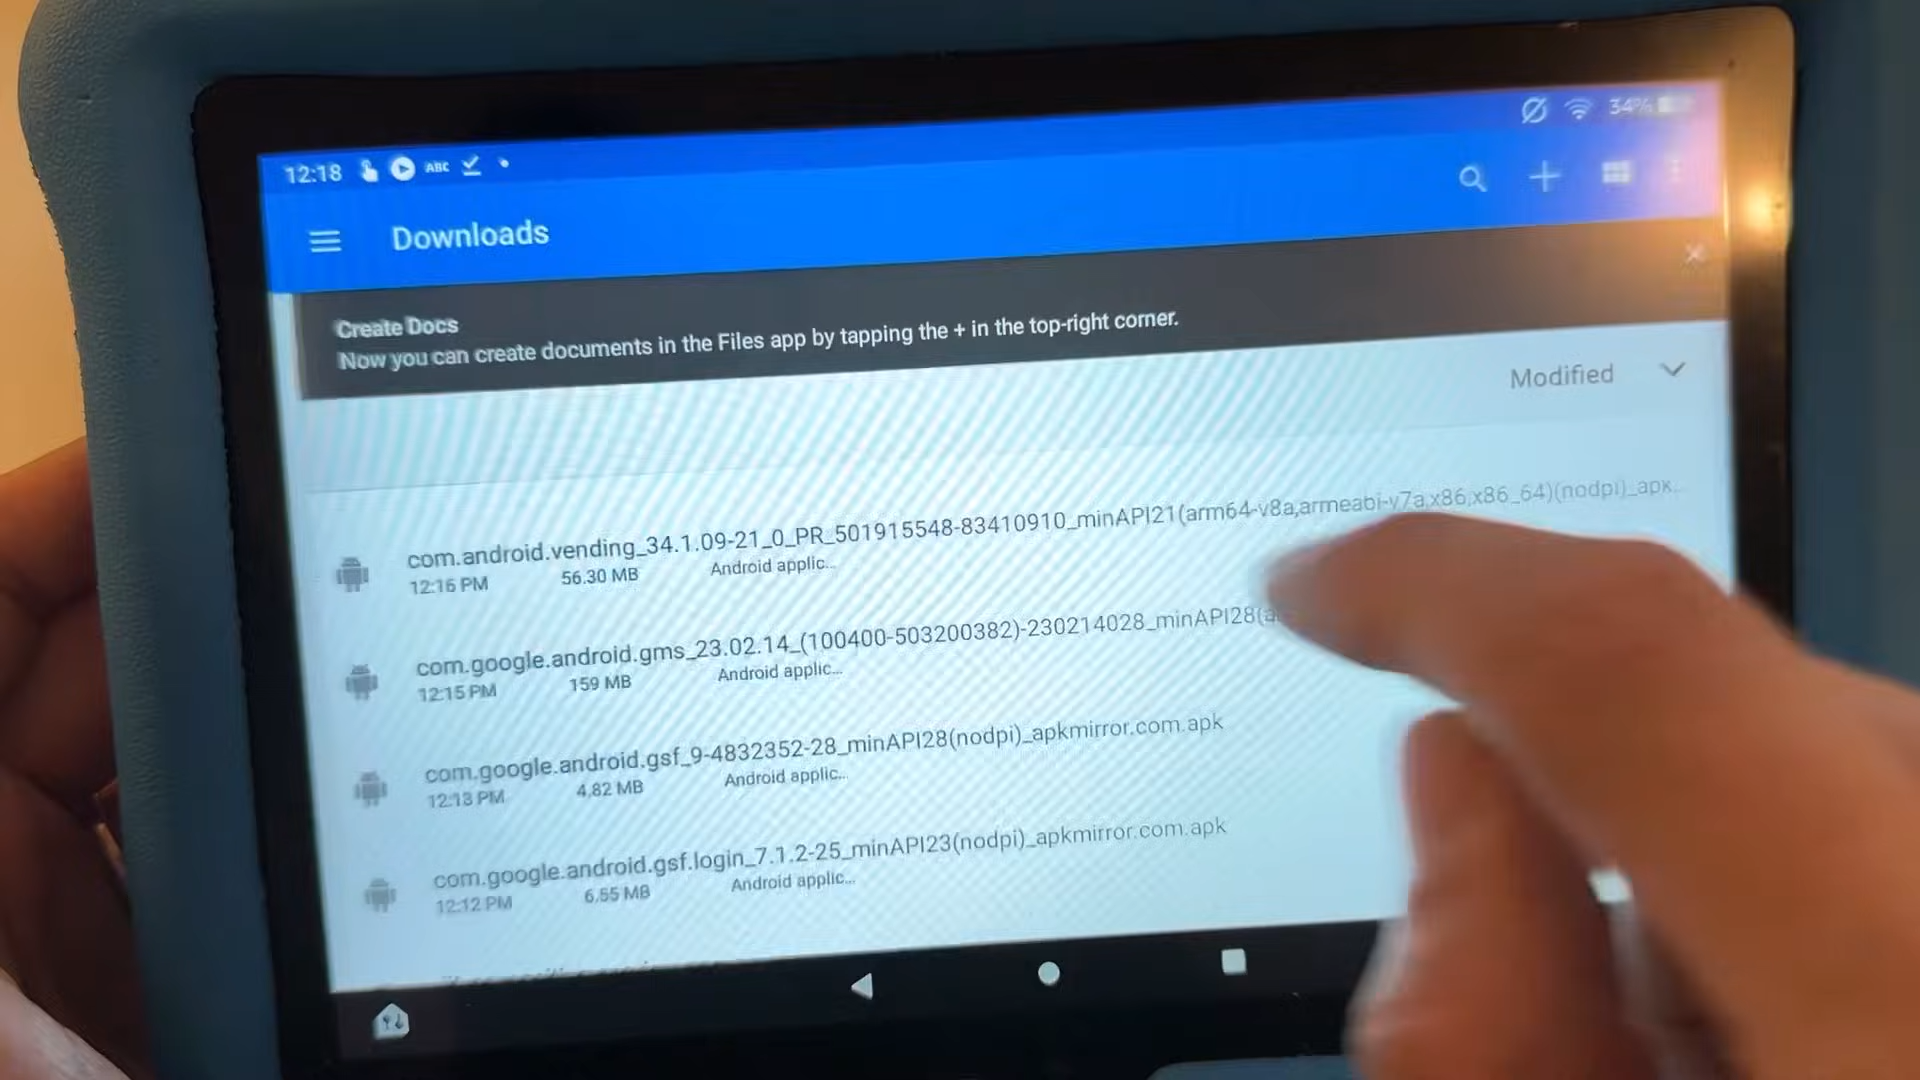 12:18 ABC 34%
Downloads
Create Docs
Now you can create documents in the Files app by tapping the + in the top-right corner.
Modified
com.android.vending_34.1.09-21_0_PR_501915548-83410910_minAPI21(arm64-v8a,armeabi-v7a,x86,x86_64)(nodpi)_apk...
12:16 PM 56.30 MB Android applic...
com.google.android.gms_23.02.14_(100400-503200382)-230214028_minAPI28(a
12:15 PM 159 MB Android applic...
com.google.android.gsf_9-4832352-28_minAPI28(nodpi)_apkmirror.com.apk
12:13 PM 4.82 MB Android applic...
com.google.android.gsf.login_7.1.2-25_minAPI23(nodpi)_apkmirror.com.apk
12:12 PM 6.55 MB Android applic...